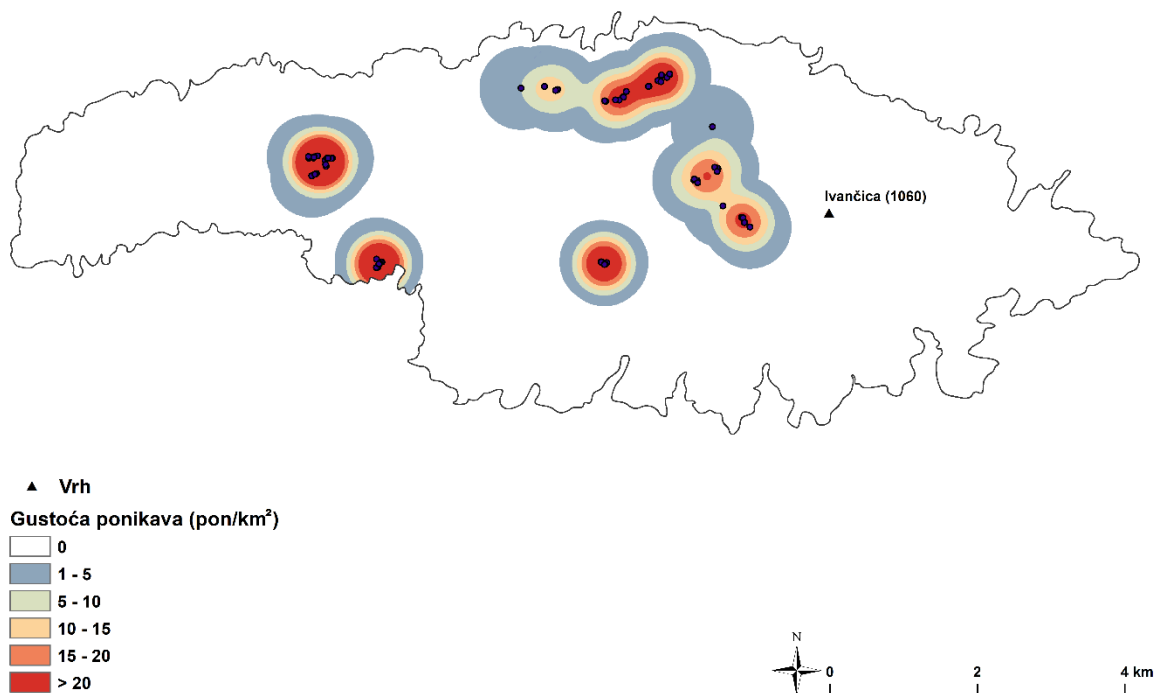 Ivančica (1060)
Vrh
Gustoća ponikava (pon/km²)
0
1 - 5
5 - 10
10 - 15
15 - 20
> 20
N
0 2 4 km